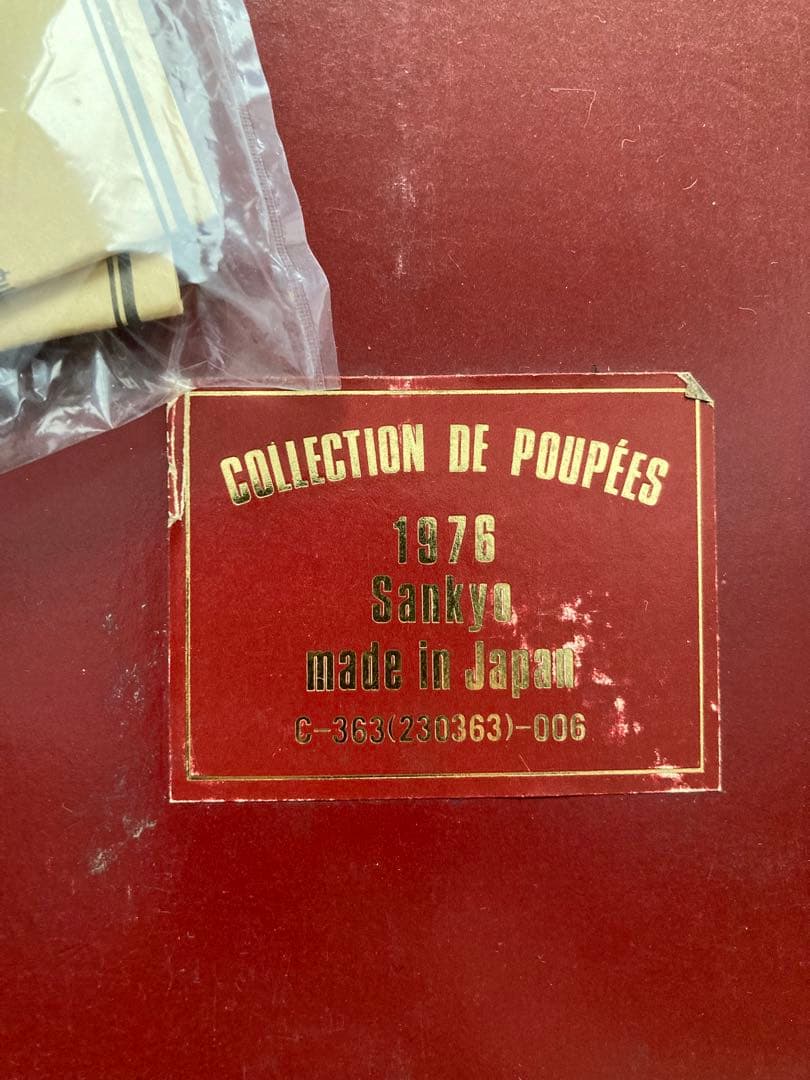 COLLECTION DE POUPÉES
1976
Sankyo
made in Japan
C-363(230363)-006